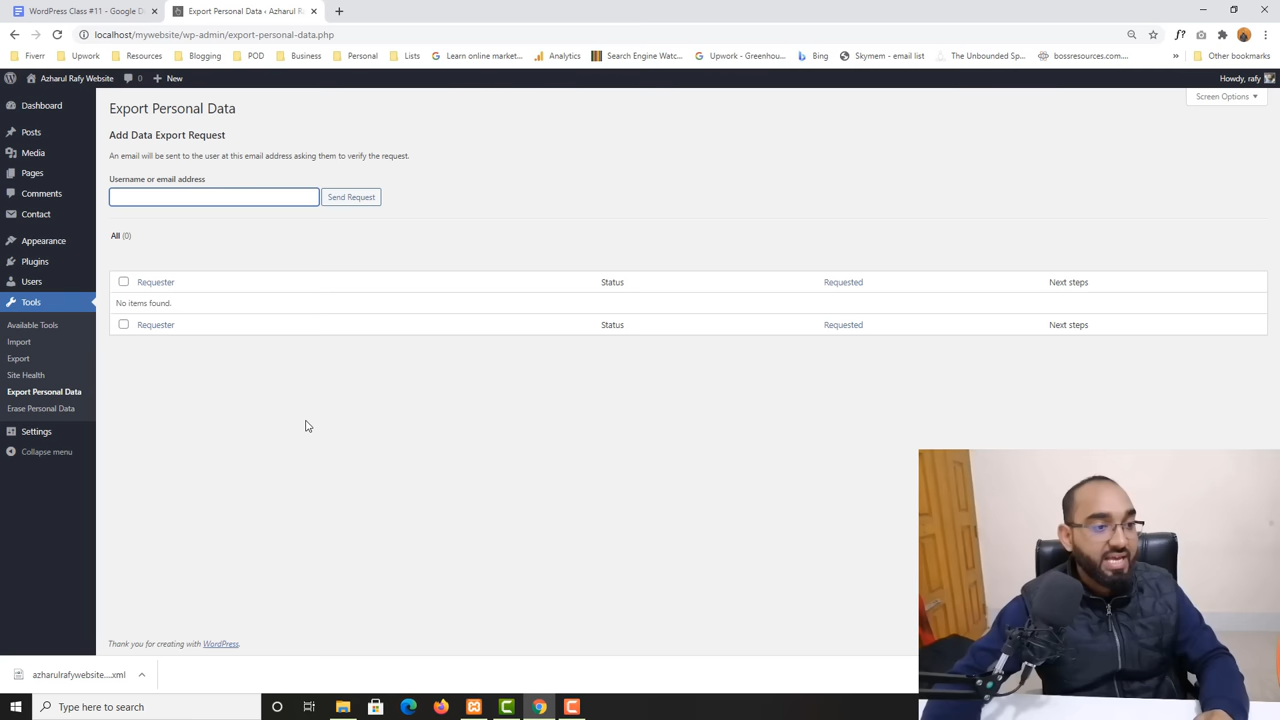 WordPress Class #11 - Google D
Export Personal Data ‹ Azharul R
localhost/mywebsite/wp-admin/export-personal-data.php
Fiverr
Upwork
Resources
Blogging
POD
Business
Personal
Lists
Learn online market...
Analytics
Search Engine Watc...
Upwork - Greenhou...
Bing
Skymem - email list
The Unbounded Sp...
bossresources.com...
»
Other bookmarks
Azharul Rafy Website
0
New
Howdy, rafy
Dashboard
Posts
Media
Pages
Comments
Contact
Appearance
Plugins
Users
Tools
Available Tools
Import
Export
Site Health
Export Personal Data
Erase Personal Data
Settings
Collapse menu
Screen Options
Export Personal Data
Add Data Export Request
An email will be sent to the user at this email address asking them to verify the request.
Username or email address
Send Request
All (0)
Requester Status Requested Next steps
No items found.
Requester Status Requested Next steps
Thank you for creating with WordPress.
azharulrafywebsite....xml
Type here to search